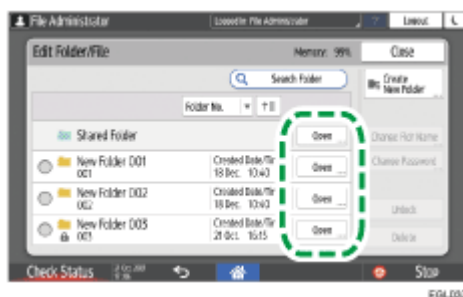 File Administrator
Logged in: File Administrator
?
Logout
Edit Folder/File
Memory: 99%
Close
Search Folder
Create
New Folder
Folder No.
Shared Folder
Open
Change File Name
New Folder 001
001
Created Date/Tir
18 Dec. 10:40
Open
Change Password
New Folder 002
002
Created Date/Tir
18 Dec. 10:40
Open
Unlock
New Folder 003
003
Created Date/Tir
21 Oct. 16:15
Open
Delete
Check Status
Stop